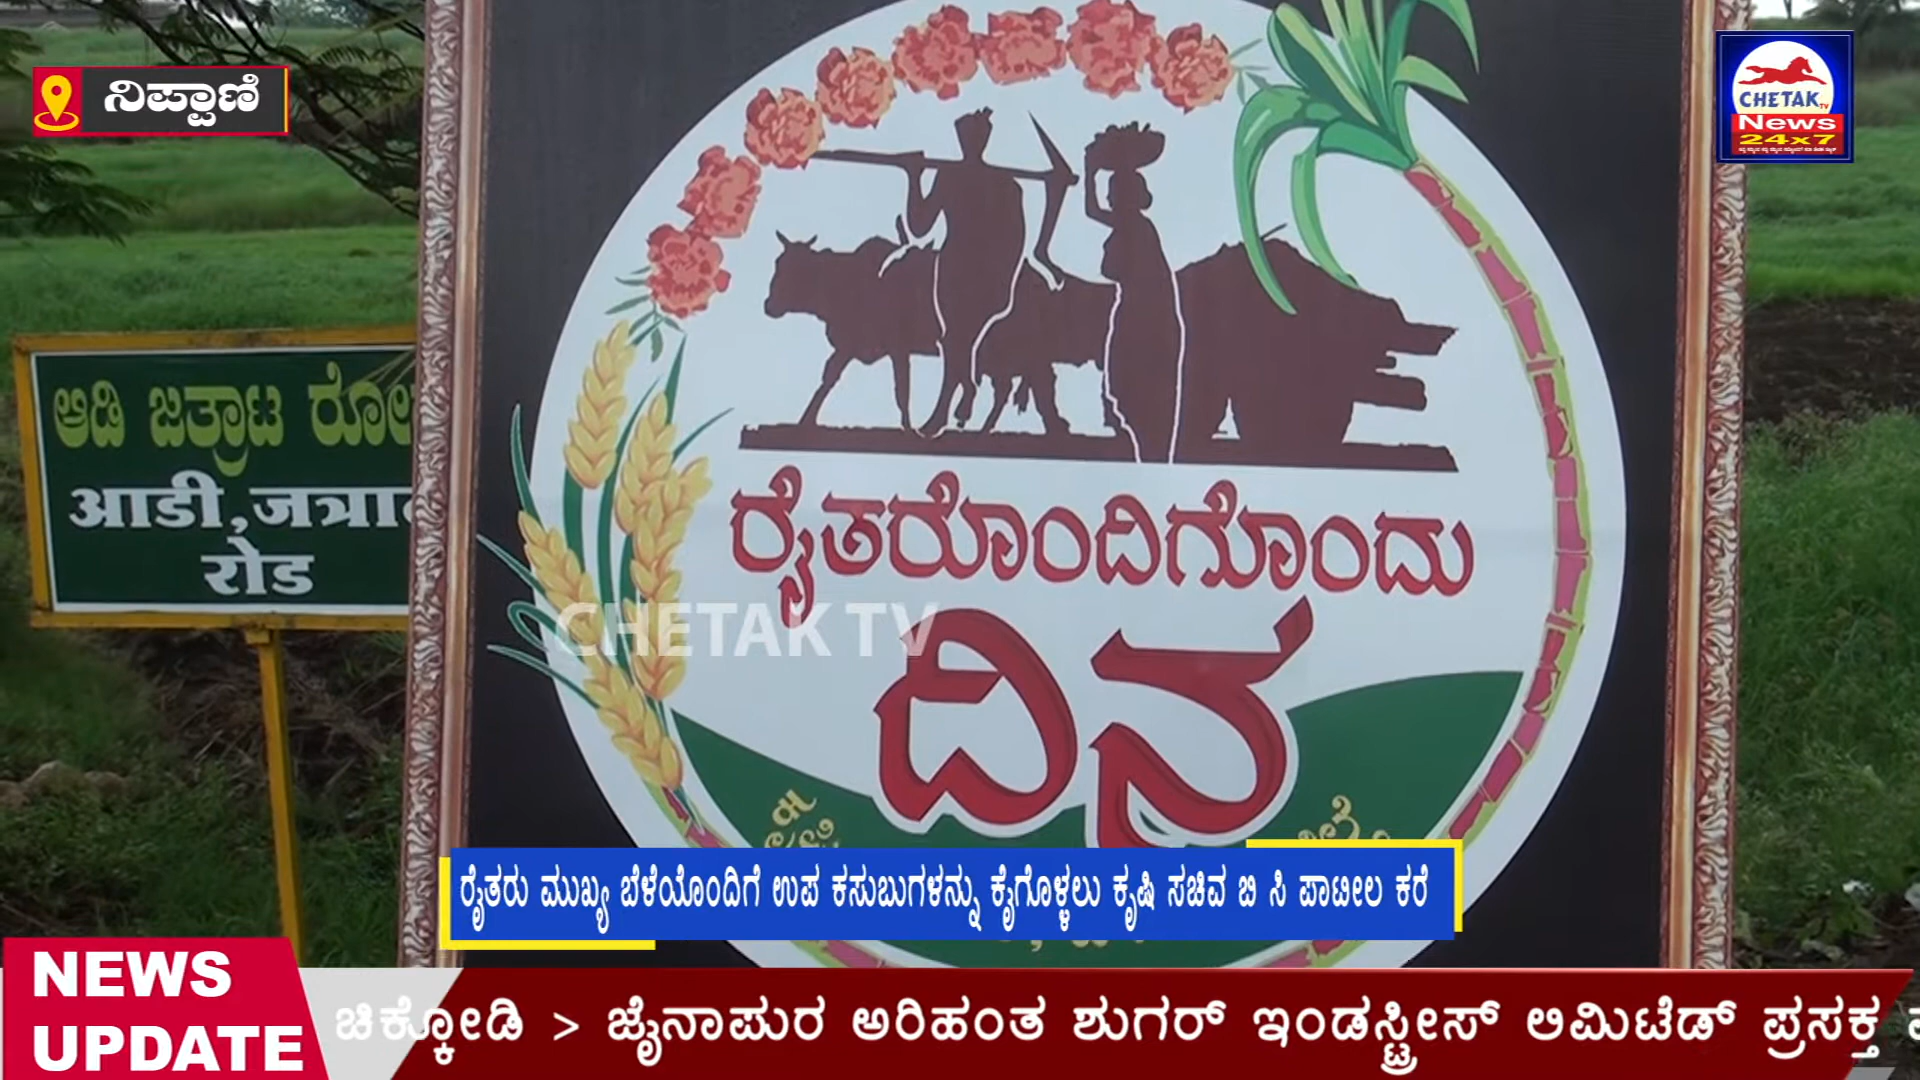 ನಿಪ್ಪಾಣಿ
CHETAK TV
News
24x7
ಆಡಿ ಜತ್ರಾಟ
आडी,
रोड
ರೈತರೊಂದಿಗೊಂದು
ದಿನ
CHETAK TV
ರೈತರು ಮುಖ್ಯ ಬೆಳೆಯೊಂದಿಗೆ ಉಪ ಕಸುಬುಗಳನ್ನು ಕೈಗೊಳ್ಳಲು ಕೃಷಿ ಸಚಿವ ಬಿ ಸಿ ಪಾಟೀಲ ಕರೆ
NEWS
UPDATE
ಚಿಕ್ಕೋಡಿ > ಜೈನಾಪುರ ಅರಿಹಂತ ಶುಗರ್ ಇಂಡಸ್ಟ್ರೀಸ್ ಲಿಮಿಟೆಡ್ ಪ್ರಸಕ್ತ